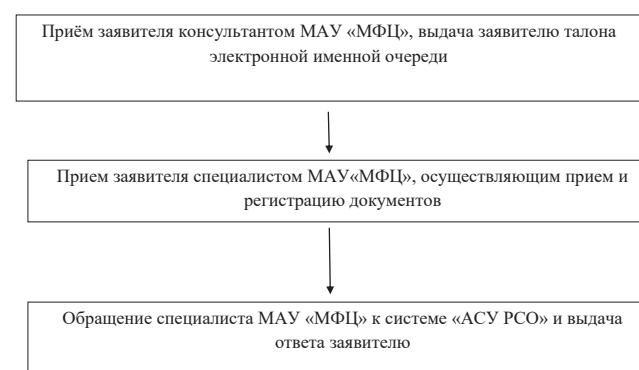 Приём заявителя консультантом МАУ «МФЦ», выдача заявителю талона
электронной именной очереди
Прием заявителя специалистом МАУ«МФЦ», осуществляющим прием и
регистрацию документов
Обращение специалиста МАУ «МФЦ» к системе «АСУ РСО» и выдача
ответа заявителю